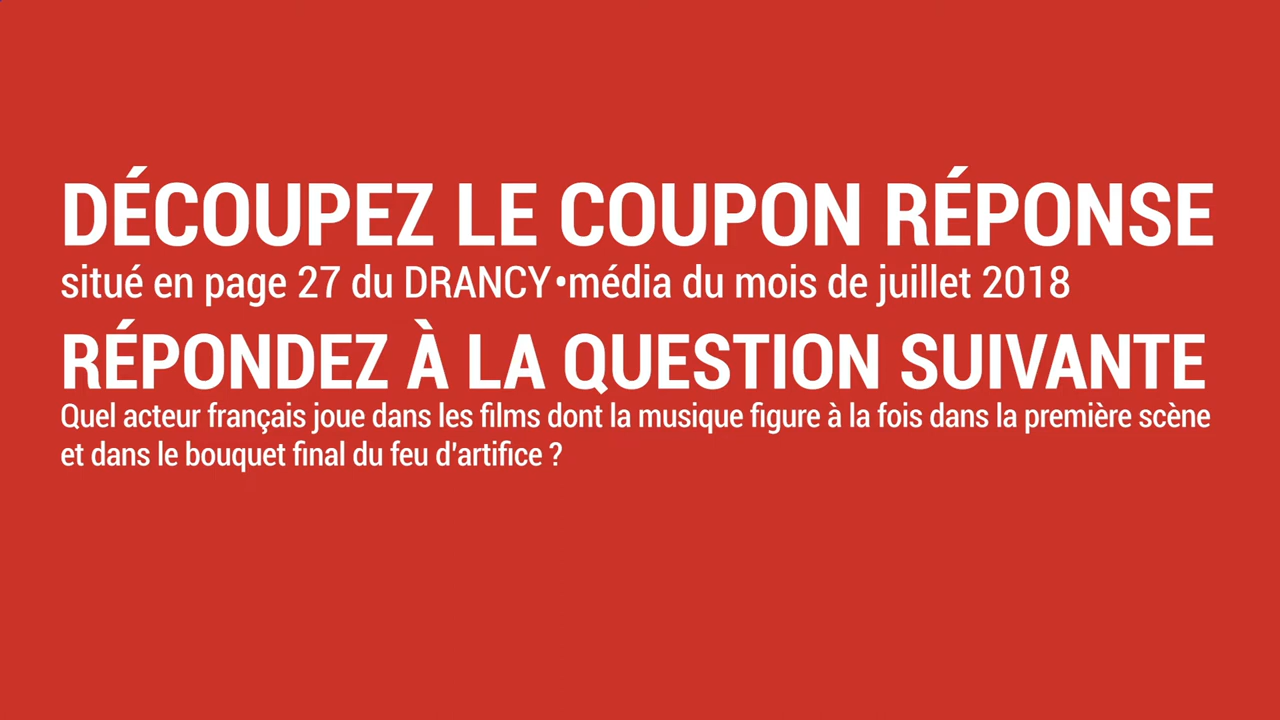 DÉCOUPEZ LE COUPON RÉPONSE
situé en page 27 du DRANCY•média du mois de juillet 2018
RÉPONDEZ À LA QUESTION SUIVANTE
Quel acteur français joue dans les films dont la musique figure à la fois dans la première scène
et dans le bouquet final du feu d'artifice ?